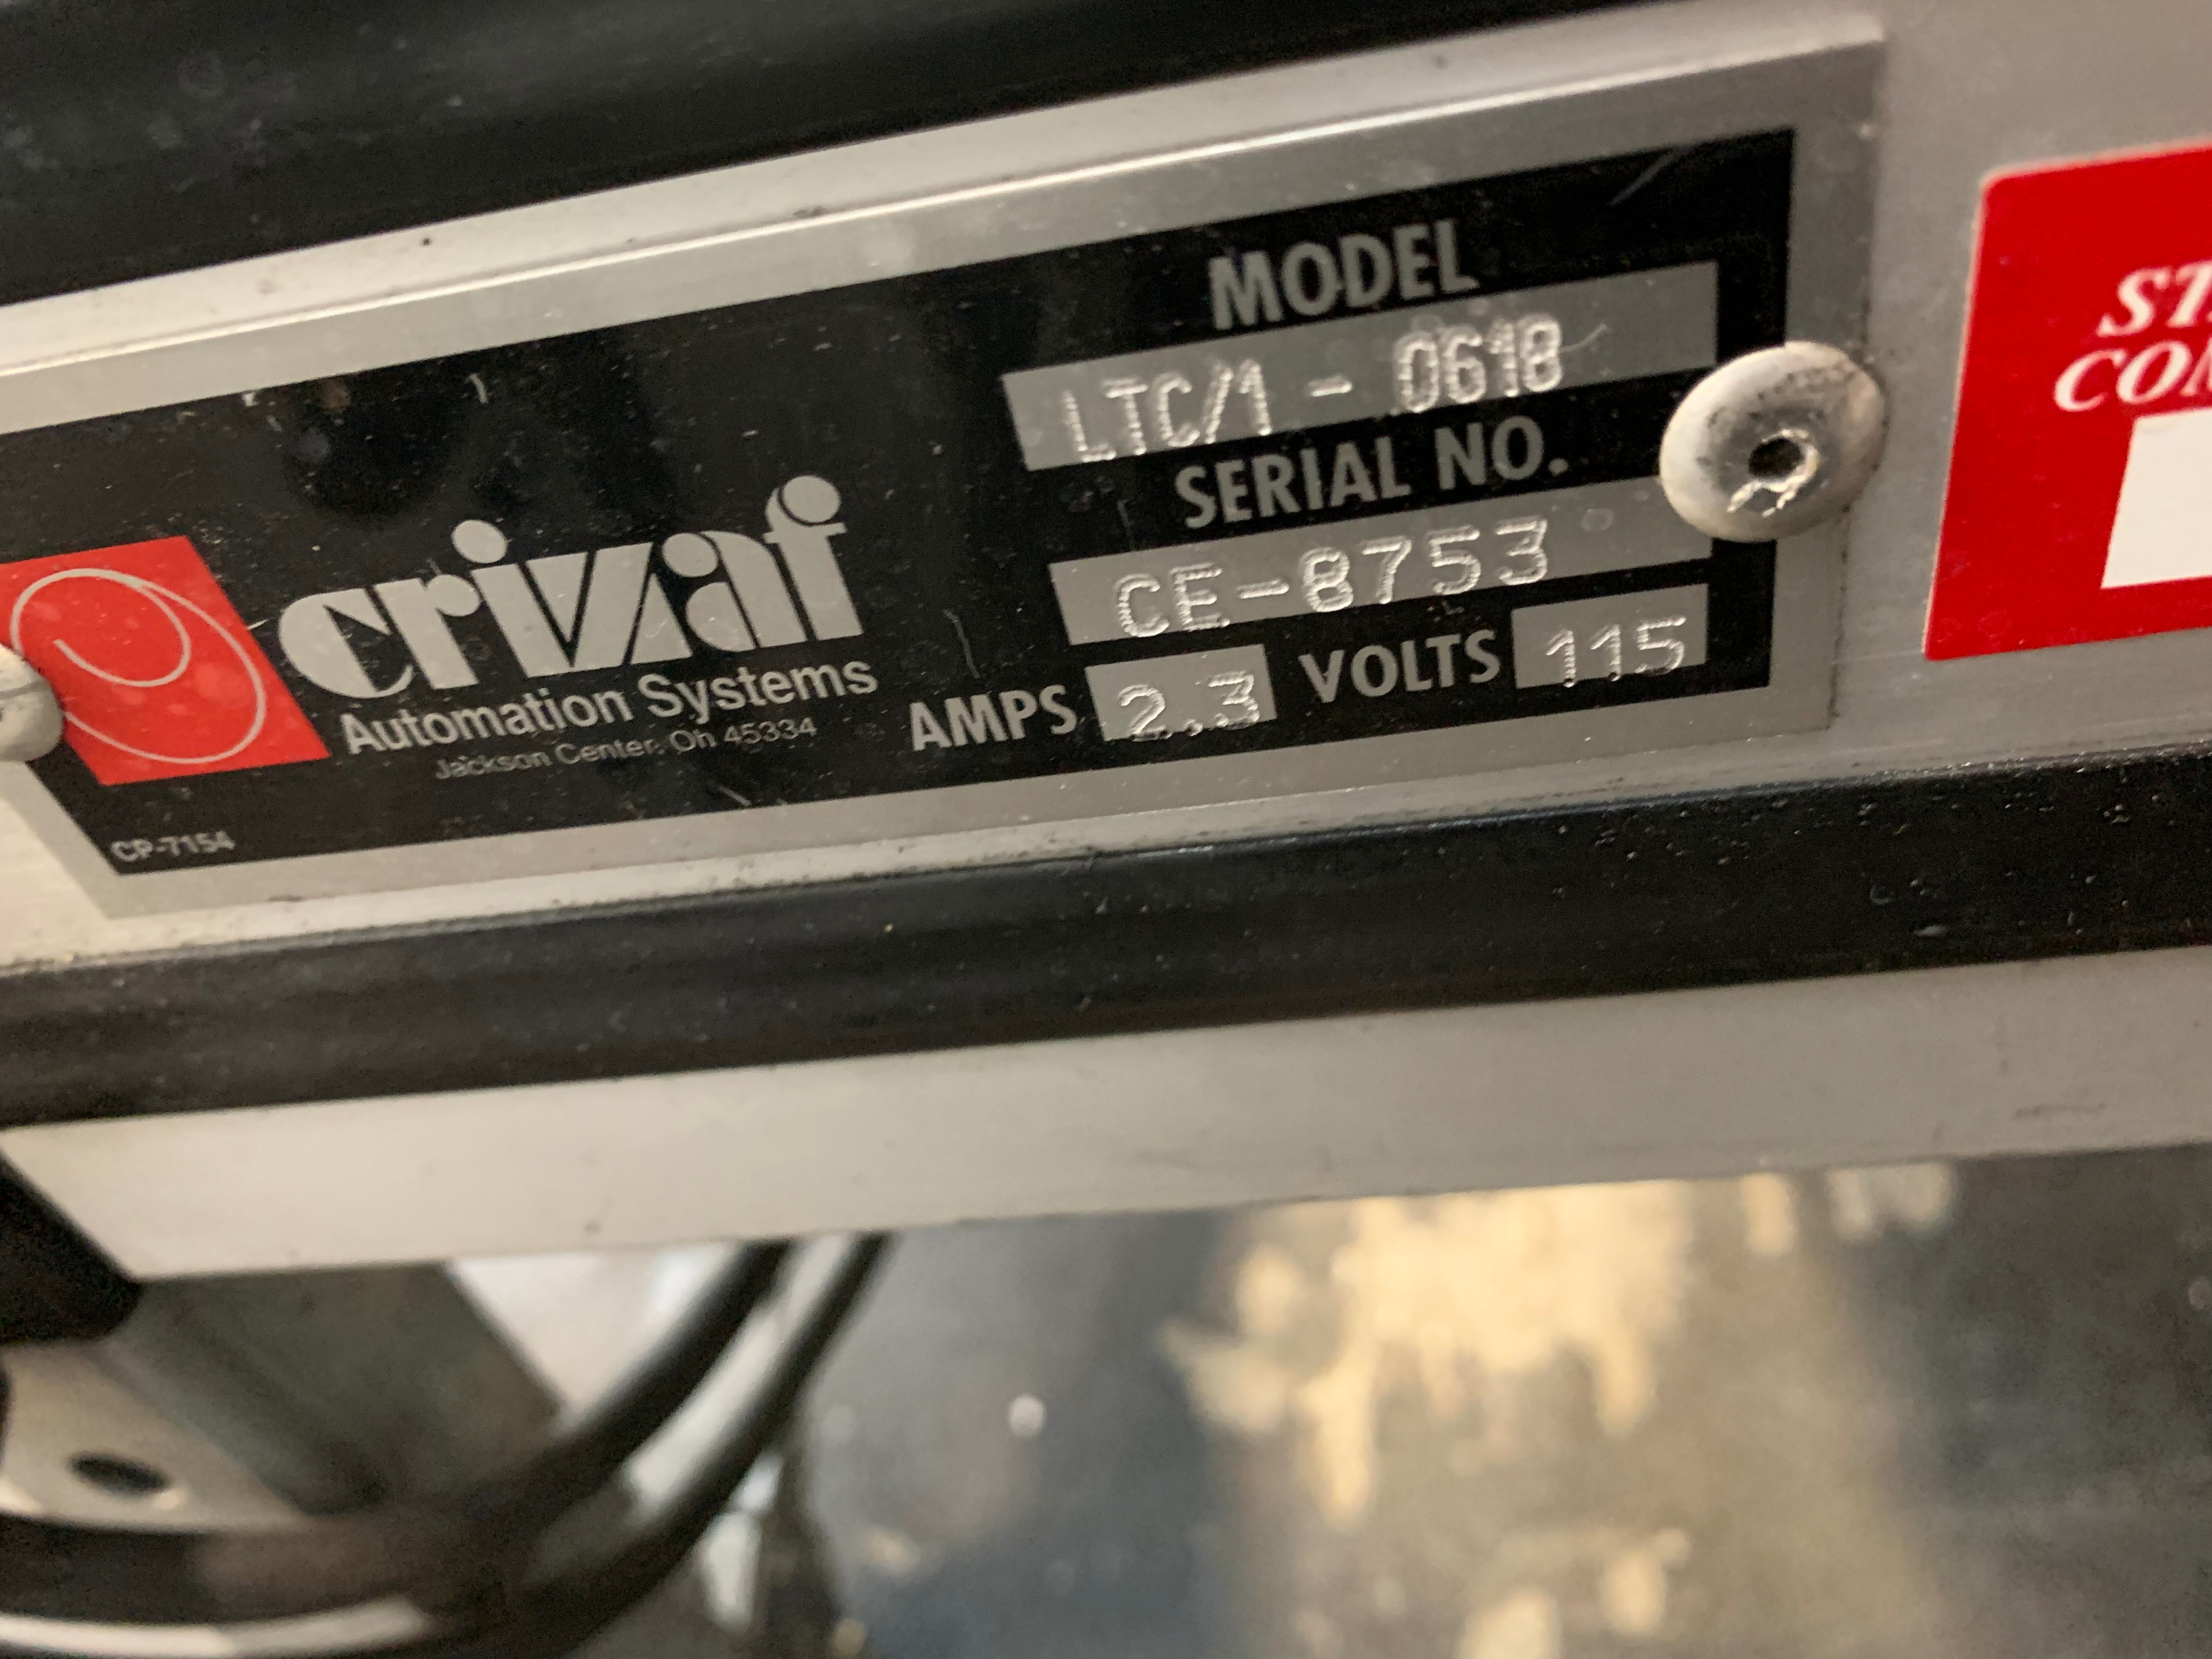 MODEL
LTC/1 - 0618
SERIAL NO.
CE-8753
AMPS 2.3 VOLTS 115
crizaf
Automation Systems
Jackson Center, Oh 45334
CP-7154